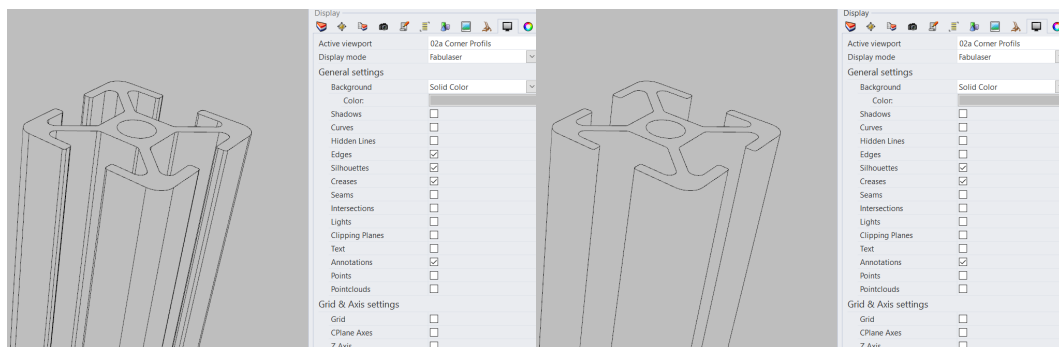 Display
Active viewport 02a Corner Profils
Display mode Fabulaser
General settings
Background Solid Color
Color:
Shadows
Curves
Hidden Lines
Edges
Silhouettes
Creases
Seams
Intersections
Lights
Clipping Planes
Text
Annotations
Points
Pointclouds
Grid & Axis settings
Grid
CPlane Axes
Z Axis
Display
Active viewport 02a Corner Profils
Display mode Fabulaser
General settings
Background Solid Color
Color:
Shadows
Curves
Hidden Lines
Edges
Silhouettes
Creases
Seams
Intersections
Lights
Clipping Planes
Text
Annotations
Points
Pointclouds
Grid & Axis settings
Grid
CPlane Axes
Z Axis